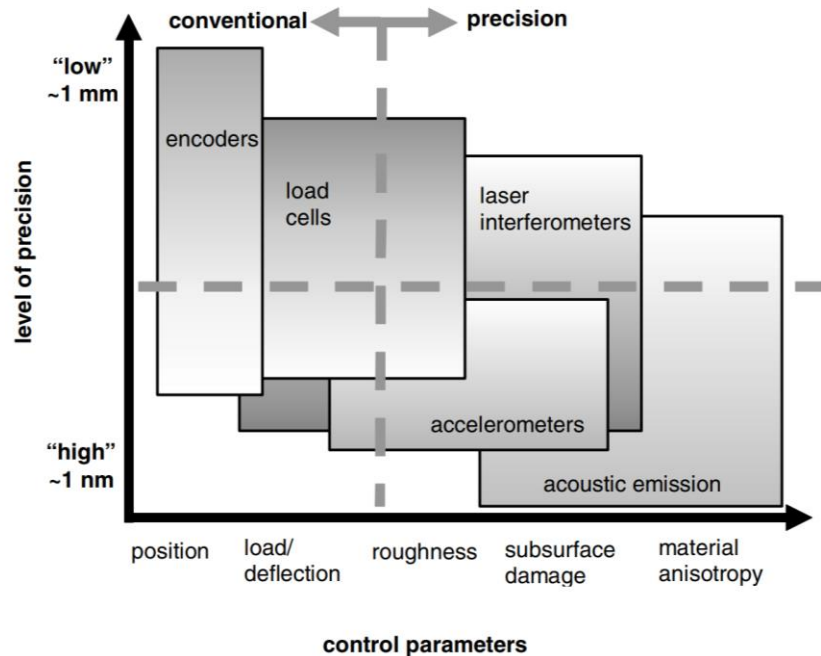 conventional
precision
“low”
~1 mm
encoders
load
cells
laser
interferometers
level of precision
accelerometers
“high”
~1 nm
acoustic emission
position
load/
deflection
roughness
subsurface
damage
material
anisotropy
control parameters